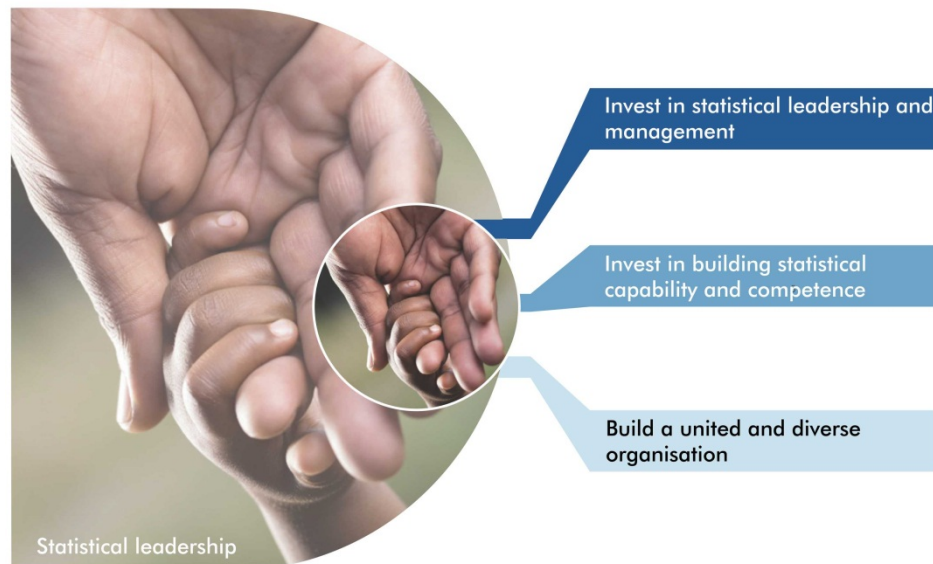 Invest in statistical leadership and
management
Invest in building statistical
capability and competence
Build a united and diverse
organisation
Statistical leadership